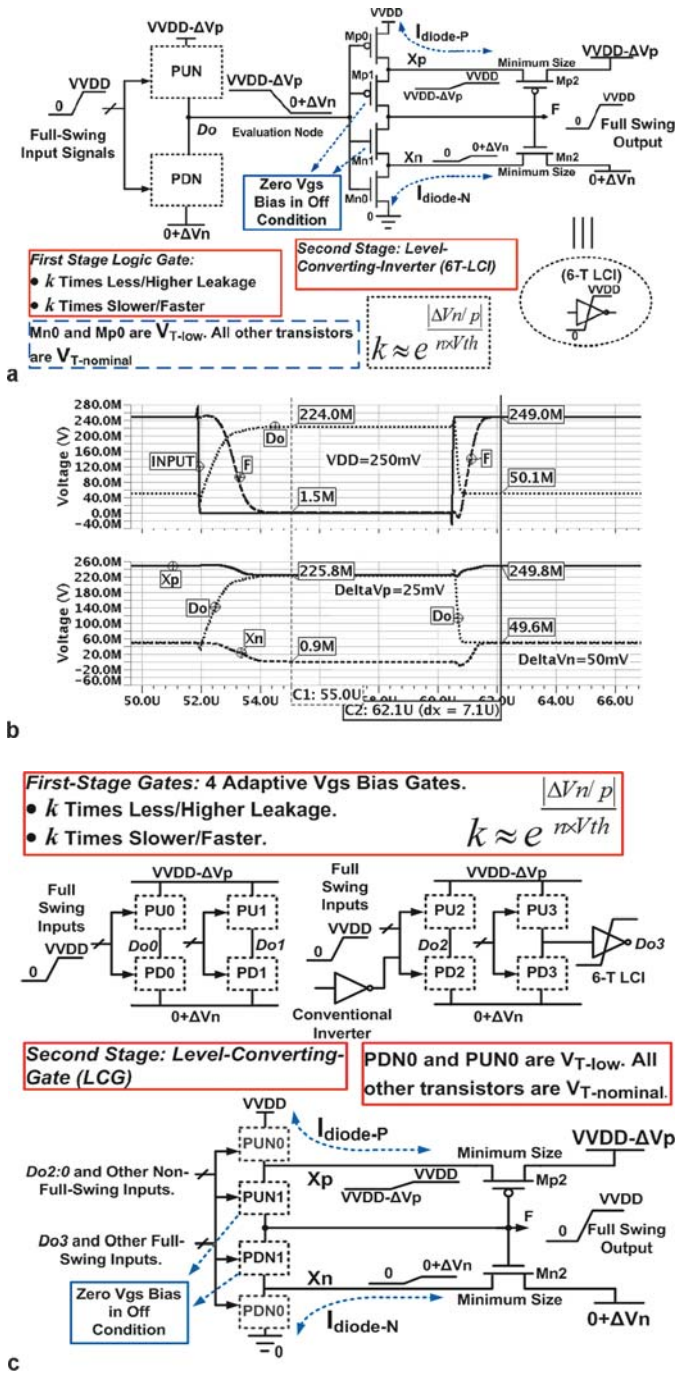 VVDD-ΔVp
VVDD
Mp0
I diode-P
PUN
VVDD
0
Full-Swing
Input Signals
VVDD-ΔVp
0+ΔVn
Do
Evaluation Node
PDN
0+ΔVn
Mp1
Xp
VVDD
VVDD-ΔVp
Minimum Size
VVDD-ΔVp
Mp2
F
VVDD
0
Full Swing
Output
Mn1
Xn
0
0+ΔVn
Mn2
Minimum Size
0+ΔVn
Mn0
0
I diode-N
Zero Vgs
Bias in Off
Condition
First Stage Logic Gate:
● k Times Less/Higher Leakage
● k Times Slower/Faster
Second Stage: Level-
Converting-Inverter (6T-LCI)
(6-T LCI)
VVDD
0
Mn0 and Mp0 are VT-low. All other transistors
are VT-nominal
k ≈ e |ΔVn/ p| / n×Vth
a
280.0M
240.0M
200.0M
160.0M
120.0M
80.0M
40.0M
0.0M
-40.0M
Voltage (V)
INPUT
F
Do
224.0M
VDD=250mV
1.5M
249.0M
F
50.1M
260.0M
220.0M
180.0M
140.0M
100.0M
60.0M
20.0M
-20.0M
-60.0M
Voltage (V)
Xp
Do
Xn
225.8M
DeltaVp=25mV
0.9M
Do
249.8M
49.6M
DeltaVn=50mV
50.0U 52.0U 54.0U 64.0U 66.0U
C1: 55.0U
C2: 62.1U (dx = 7.1U)
b
First-Stage Gates: 4 Adaptive Vgs Bias Gates.
● k Times Less/Higher Leakage.
● k Times Slower/Faster.
k ≈ e |ΔVn/ p| / n×Vth
Full
Swing
Inputs
VVDD
0
VVDD-ΔVp
PU0
PU1
Do0
Do1
PD0
PD1
0+ΔVn
Full Swing
Inputs
VVDD
0
Conventional
Inverter
VVDD-ΔVp
PU2
PU3
Do2
PD2
PD3
0+ΔVn
Do3
6-T LCI
Second Stage: Level-Converting-
Gate (LCG)
PDN0 and PUN0 are VT-low. All
other transistors are VT-nominal.
VVDD
PUN0
I diode-P
Minimum Size
VVDD-ΔVp
Do2:0 and Other Non-
Full-Swing Inputs.
Xp
VVDD
VVDD-ΔVp
Mp2
PUN1
F
VVDD
0
Full Swing
Output
Do3 and Other Full-
Swing Inputs.
PDN1
Xn
0
0+ΔVn
Mn2
Minimum Size
0+ΔVn
Zero Vgs Bias
in Off
Condition
PDN0
I diode-N
0
c